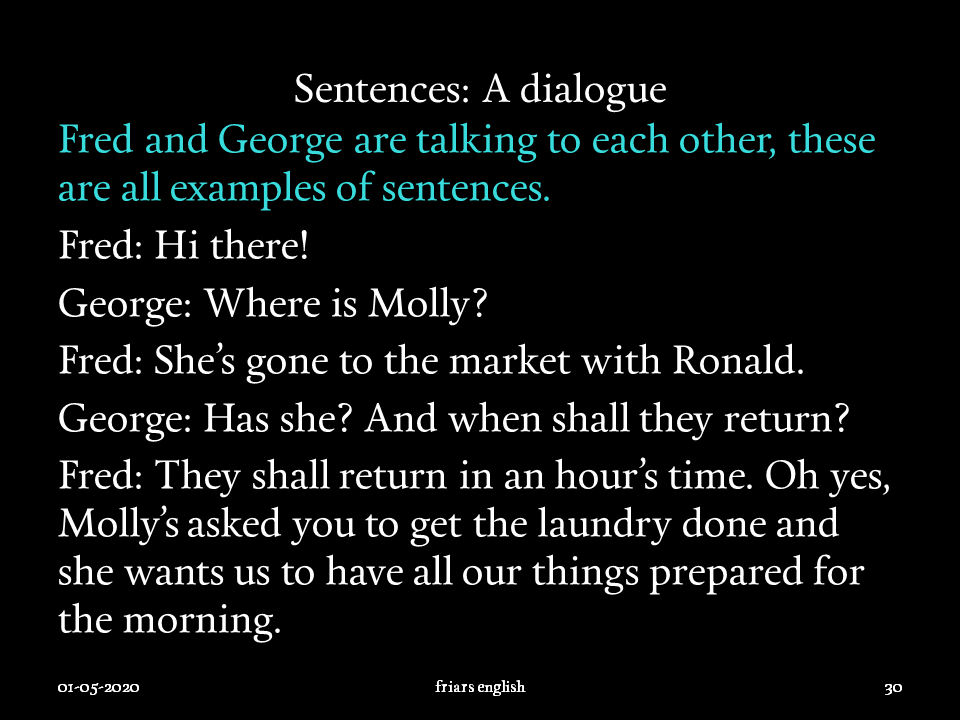 Sentences: A dialogue
Fred and George are talking to each other, these
are all examples of sentences.
Fred: Hi there!
George: Where is Molly?
Fred: She’s gone to the market with Ronald.
George: Has she? And when shall they return?
Fred: They shall return in an hour’s time. Oh yes,
Molly’s asked you to get the laundry done and
she wants us to have all our things prepared for
the morning.
01-05-2020 friars english 30